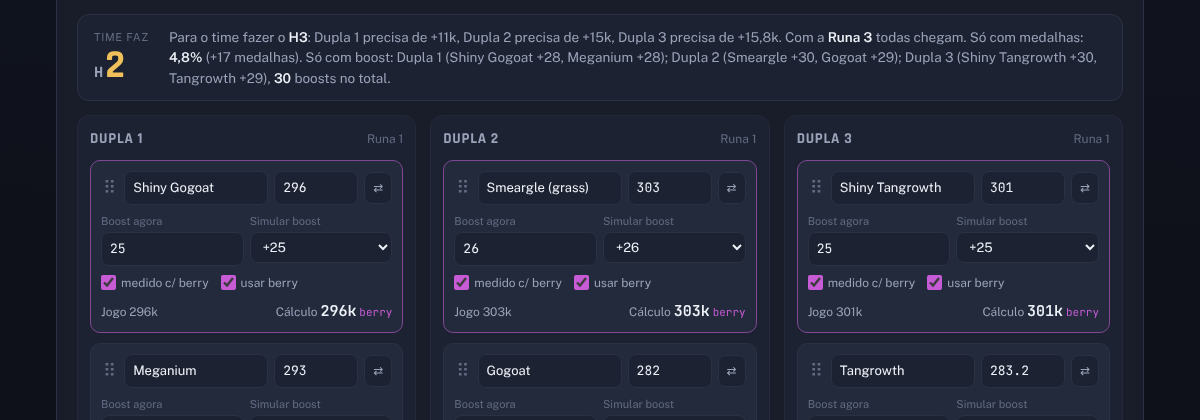 TIME FAZ
H2
Para o time fazer o H3: Dupla 1 precisa de +11k, Dupla 2 precisa de +15k, Dupla 3 precisa de +15,8k. Com a Runa 3 todas chegam. Só com medalhas:
4,8% (+17 medalhas). Só com boost: Dupla 1 (Shiny Gogoat +28, Meganium +28); Dupla 2 (Smeargle +30, Gogoat +29); Dupla 3 (Shiny Tangrowth +30,
Tangrowth +29), 30 boosts no total.
DUPLA 1
Runa 1
Shiny Gogoat
296
⇄
Boost agora
Simular boost
25
+25
medido c/ berry
usar berry
Jogo 296k
Cálculo 296k berry
Meganium
293
⇄
Boost agora
Simular boost
DUPLA 2
Runa 1
Smeargle (grass)
303
⇄
Boost agora
Simular boost
26
+26
medido c/ berry
usar berry
Jogo 303k
Cálculo 303k berry
Gogoat
282
⇄
Boost agora
Simular boost
DUPLA 3
Runa 1
Shiny Tangrowth
301
⇄
Boost agora
Simular boost
25
+25
medido c/ berry
usar berry
Jogo 301k
Cálculo 301k berry
Tangrowth
283.2
⇄
Boost agora
Simular boost